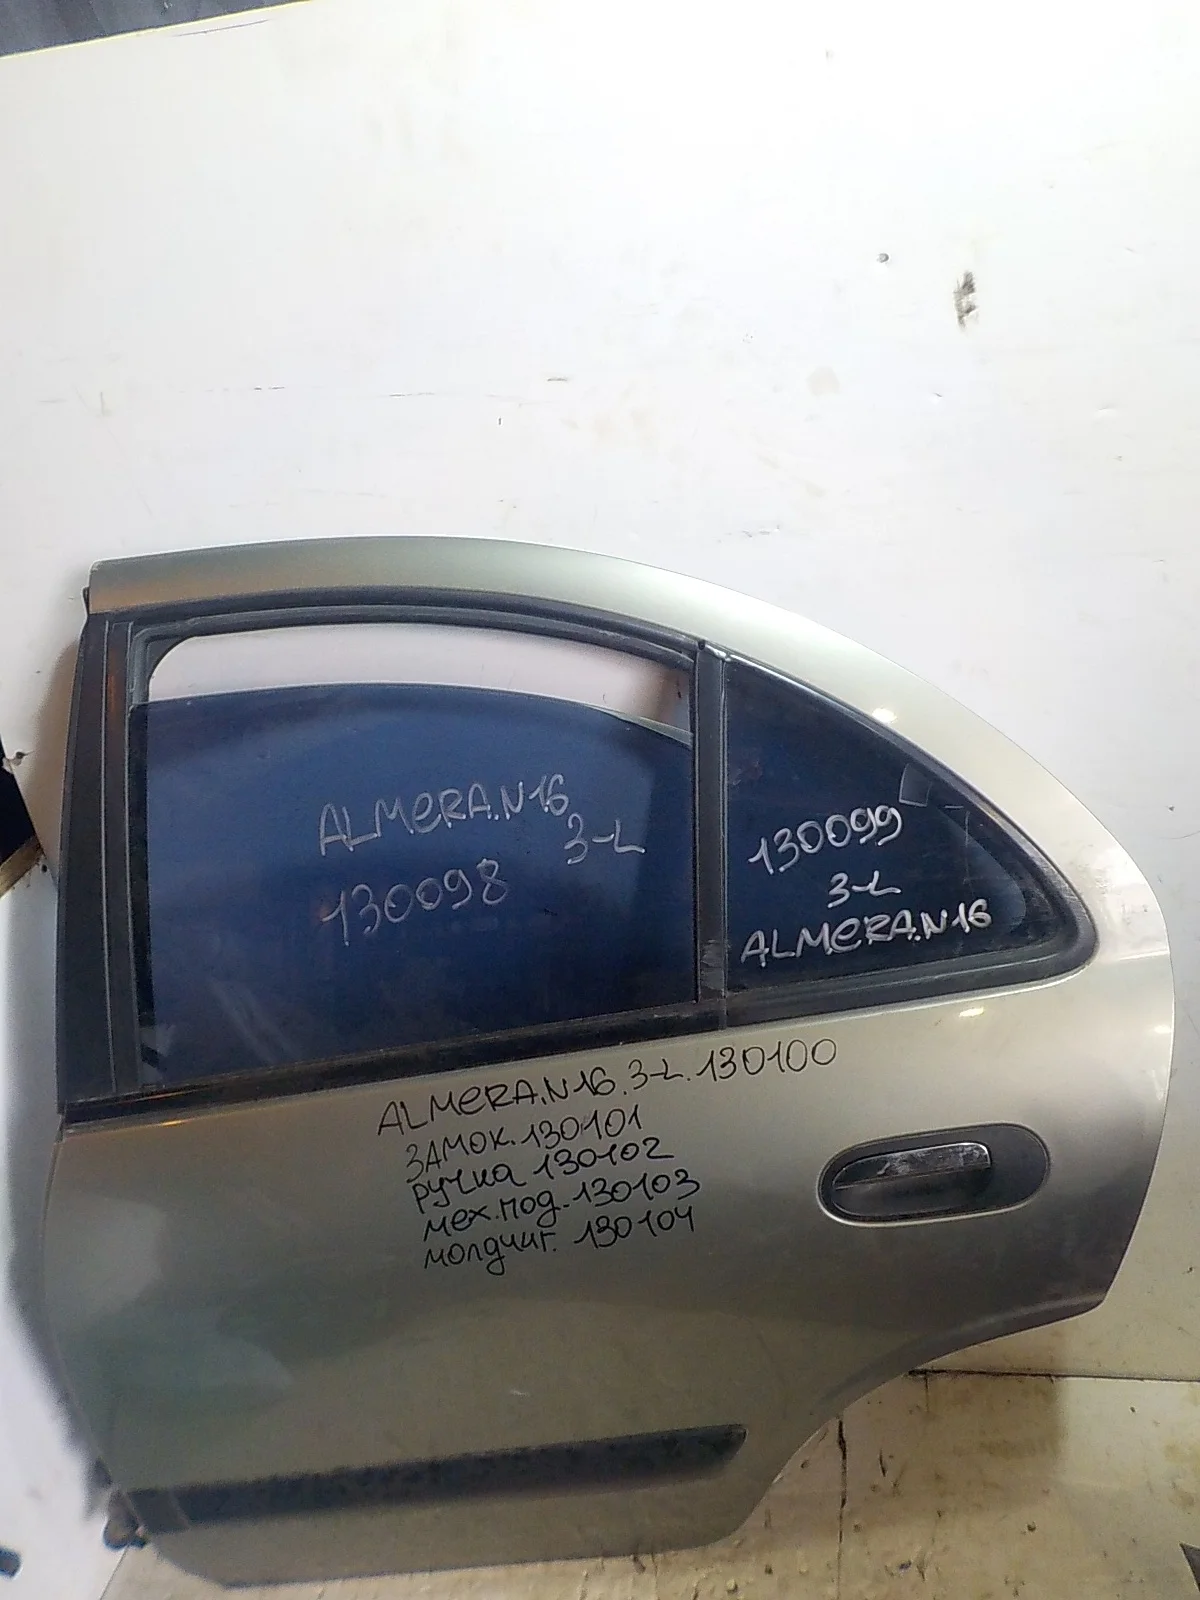 ALMERA.N16
3-L
130098
130099
3-L
ALMERA.N16
ALMERA.N16.3-L.130100
ЗАМОК.130101
ручка 130102
мех.под.130103
молдинг.130104